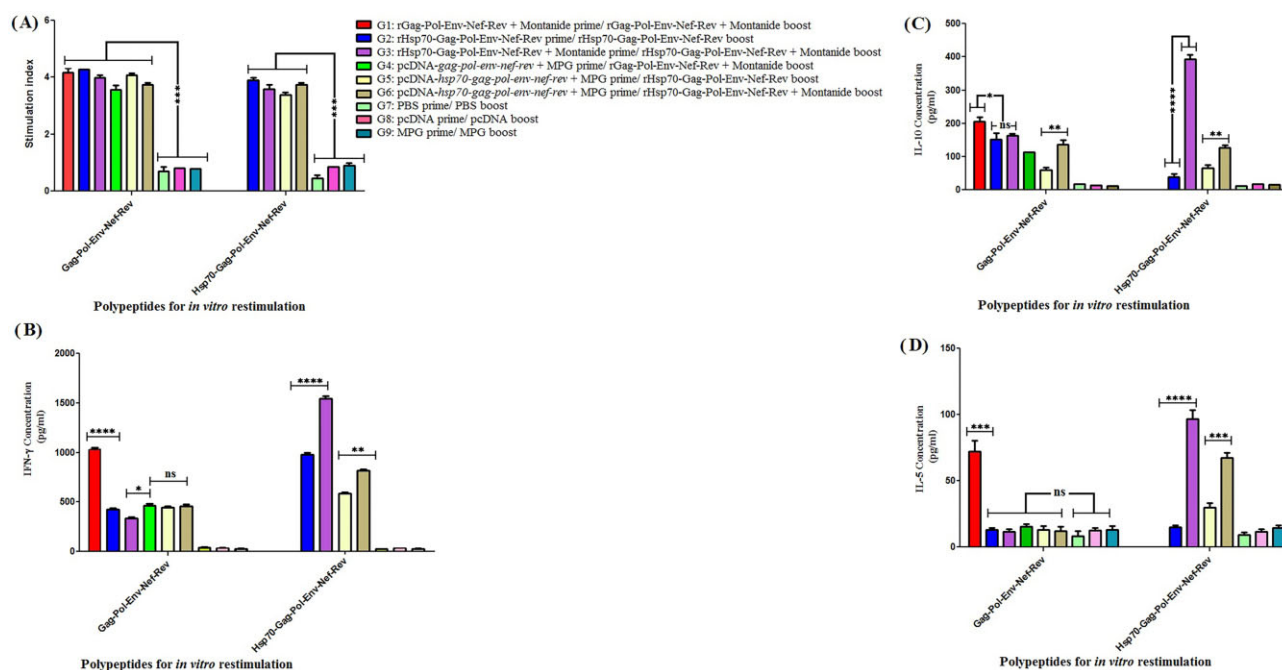 (A)
Stimulation index
6
4
2
0
***
***
Gag-Pol-Env-Nef-Rev
Hsp70-Gag-Pol-Env-Nef-Rev
Polypeptides for in vitro restimulation
G1: rGag-Pol-Env-Nef-Rev + Montanide prime/ rGag-Pol-Env-Nef-Rev + Montanide boost
G2: rHsp70-Gag-Pol-Env-Nef-Rev prime/ rHsp70-Gag-Pol-Env-Nef-Rev boost
G3: rHsp70-Gag-Pol-Env-Nef-Rev + Montanide prime/ rHsp70-Gag-Pol-Env-Nef-Rev + Montanide boost
G4: pcDNA-gag-pol-env-nef-rev + MPG prime/ rGag-Pol-Env-Nef-Rev + Montanide boost
G5: pcDNA-hsp70-gag-pol-env-nef-rev + MPG prime/ rHsp70-Gag-Pol-Env-Nef-Rev boost
G6: pcDNA-hsp70-gag-pol-env-nef-rev + MPG prime/ rHsp70-Gag-Pol-Env-Nef-Rev + Montanide boost
G7: PBS prime/ PBS boost
G8: pcDNA prime/ pcDNA boost
G9: MPG prime/ MPG boost
(C)
IL-10 Concentration
(pg/ml)
500
400
300
200
100
0
*
ns
**
****
**
Gag-Pol-Env-Nef-Rev
Hsp70-Gag-Pol-Env-Nef-Rev
Polypeptides for in vitro restimulation
(B)
IFN-γ Concentration
(pg/ml)
2000
1500
1000
500
0
****
*
ns
****
**
Gag-Pol-Env-Nef-Rev
Hsp70-Gag-Pol-Env-Nef-Rev
Polypeptides for in vitro restimulation
(D)
IL-5 Concentration
(pg/ml)
150
100
50
0
***
ns
****
***
Gag-Pol-Env-Nef-Rev
Hsp70-Gag-Pol-Env-Nef-Rev
Polypeptides for in vitro restimulation